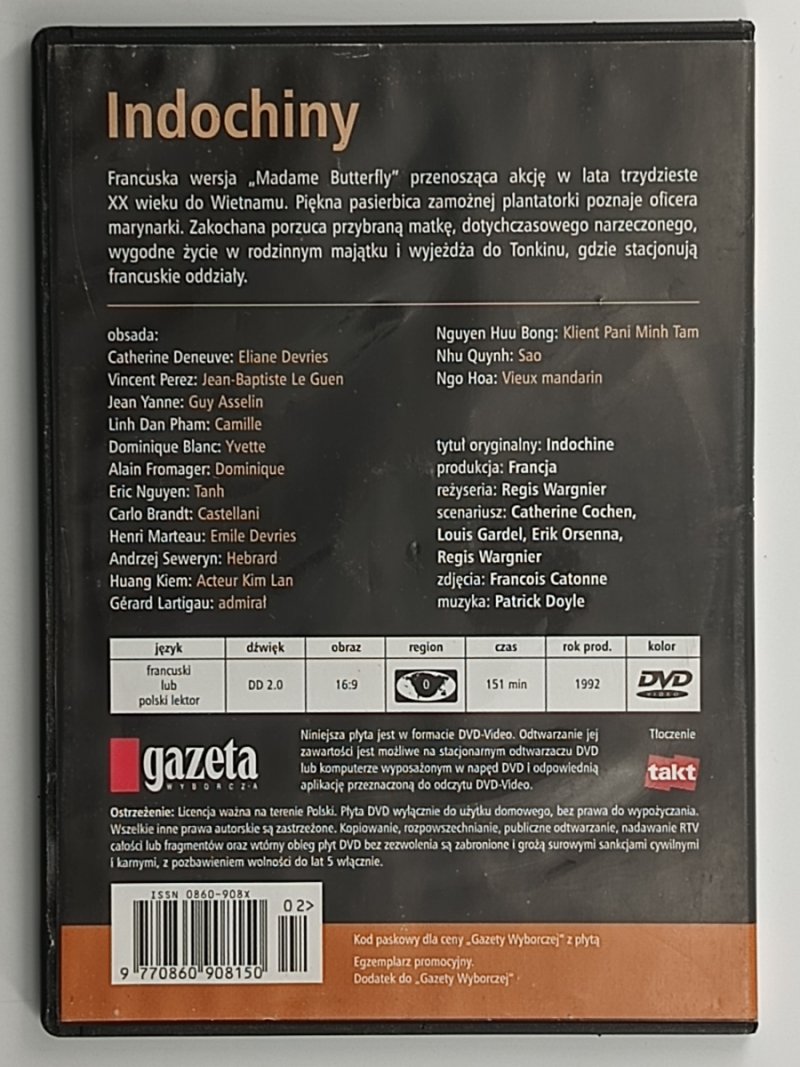 Indochiny
Francuska wersja „Madame Butterfly” przenosząca akcję w lata trzydzieste
XX wieku do Wietnamu. Piękna pasierbica zamożnej plantatorki poznaje oficera
marynarki. Zakochana porzuca przybraną matkę, dotychczasowego narzeczonego,
wygodne życie w rodzinnym majątku i wyjeżdża do Tonkinu, gdzie stacjonują
francuskie oddziały.
obsada:
Catherine Deneuve: Eliane Devries
Vincent Perez: Jean-Baptiste Le Guen
Jean Yanne: Guy Asselin
Linh Dan Pham: Camille
Dominique Blanc: Yvette
Alain Fromager: Dominique
Eric Nguyen: Tanh
Carlo Brandt: Castellani
Henri Marteau: Emile Devries
Andrzej Seweryn: Hebrard
Huang Kiem: Acteur Kim Lan
Gérard Lartigau: admirał
Nguyen Huu Bong: Klient Pani Minh Tam
Nhu Quynh: Sao
Ngo Hoa: Vieux mandarin
tytuł oryginalny: Indochine
produkcja: Francja
reżyseria: Regis Wargnier
scenariusz: Catherine Cochen,
Louis Gardel, Erik Orsenna,
Regis Wargnier
zdjęcia: Francois Catonne
muzyka: Patrick Doyle
język dźwięk obraz region czas rok prod. kolor
francuski
lub
polski lektor
DD 2.0 16:9 0 151 min 1992 DVD
VIDEO
gazeta
WYBORCZA
Niniejsza płyta jest w formacie DVD-Video. Odtwarzanie jej
zawartości jest możliwe na stacjonarnym odtwarzaczu DVD
lub komputerze wyposażonym w napęd DVD i odpowiednią
aplikację przeznaczoną do odczytu DVD-Video.
Tłoczenie
takt
Ostrzeżenie: Licencja ważna na terenie Polski. Płyta DVD wyłącznie do użytku domowego, bez prawa do wypożyczania.
Wszelkie inne prawa autorskie są zastrzeżone. Kopiowanie, rozpowszechnianie, publiczne odtwarzanie, nadawanie RTV
całości lub fragmentów oraz wtórny obieg płyt DVD bez zezwolenia są zabronione i grożą surowymi sankcjami cywilnymi
i karnymi, z pozbawieniem wolności do lat 5 włącznie.
ISSN 0860-908X
02>
9 770860 908150
Kod paskowy dla ceny „Gazety Wyborczej” z płytą
Egzemplarz promocyjny.
Dodatek do „Gazety Wyborczej”